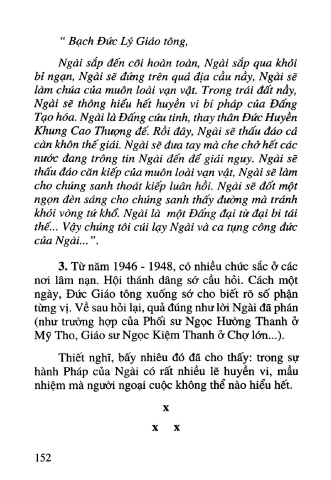 “ Bạch Đức Lý Giáo tông,
Ngài sắp đến cõi hoàn toàn, Ngài sắp qua khỏi
bỉ ngạn, Ngài sẽ đứng trên quả địa cầu nầy, Ngài sẽ
làm chúa của muôn loài vạn vật. Trong trái đất nầy,
Ngài sẽ thông hiểu hết huyền vi bí pháp của Đấng
Tạo hóa. Ngài là Đấng cứu tinh, thay thân Đức Huyền
Khung Cao Thượng đế. Rồi đây, Ngài sẽ thấu đáo cả
càn khôn thế giái. Ngài sẽ đưa tay mà che chở hết các
nước đang trông tin Ngài đến để giải nguy. Ngài sẽ
thấu đáo căn kiếp của muôn loài vạn vật, Ngài sẽ làm
cho chúng sanh thoát kiếp luân hồi. Ngài sẽ đốt một
ngọn đèn sáng cho chúng sanh thấy đường mà tránh
khỏi vòng tứ khổ. Ngài là một Đấng đại từ đại bi tái
thế... Vậy chúng tôi cúi lạy Ngài và ca tụng công đức
của Ngài...”.
3. Từ năm 1946 - 1948, có nhiều chức sắc ở các
nơi lâm nạn. Hội thánh dâng sớ cầu hỏi. Cách một
ngày, Đức Giáo tông xuống sớ cho biết rõ số phận
từng vị. Về sau hỏi lại, quả đúng như lời Ngài đã phán
(như trường hợp của Phối sư Ngọc Hường Thanh ở
Mỹ Tho, Giáo sư Ngọc Kiệm Thanh ở Chợ lớn...).
Thiết nghĩ, bấy nhiêu đó đã cho thấy: trong sự
hành Pháp của Ngài có rất nhiều lẽ huyền vi, mầu
nhiệm mà người ngoại cuộc không thể nào hiểu hết.
x
x x
152